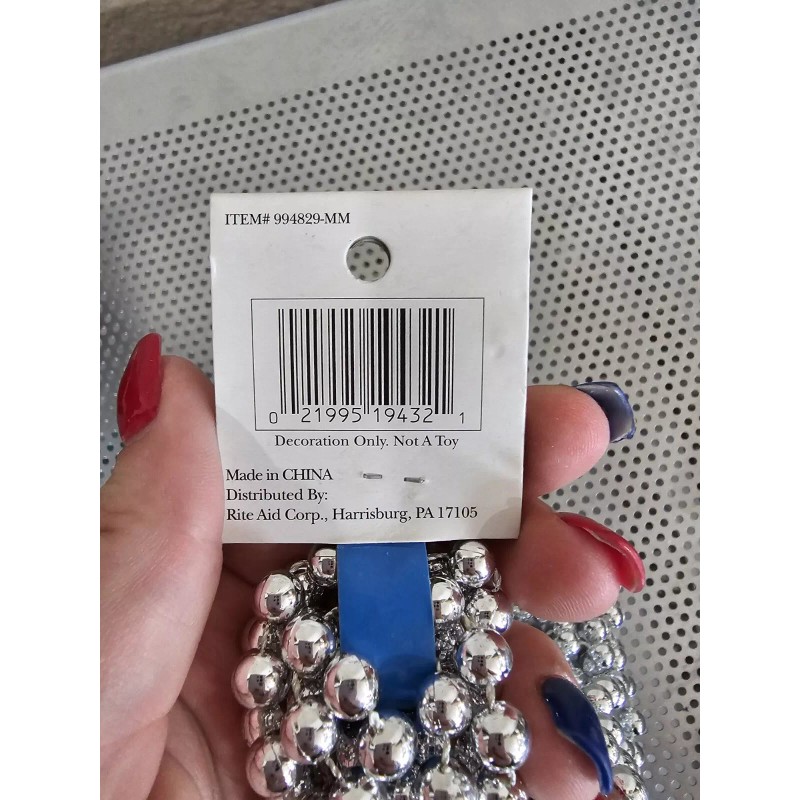 ITEM# 994829-MM
0 21995 19432 1
Decoration Only. Not A Toy
Made in CHINA
Distributed By:
Rite Aid Corp., Harrisburg, PA 17105